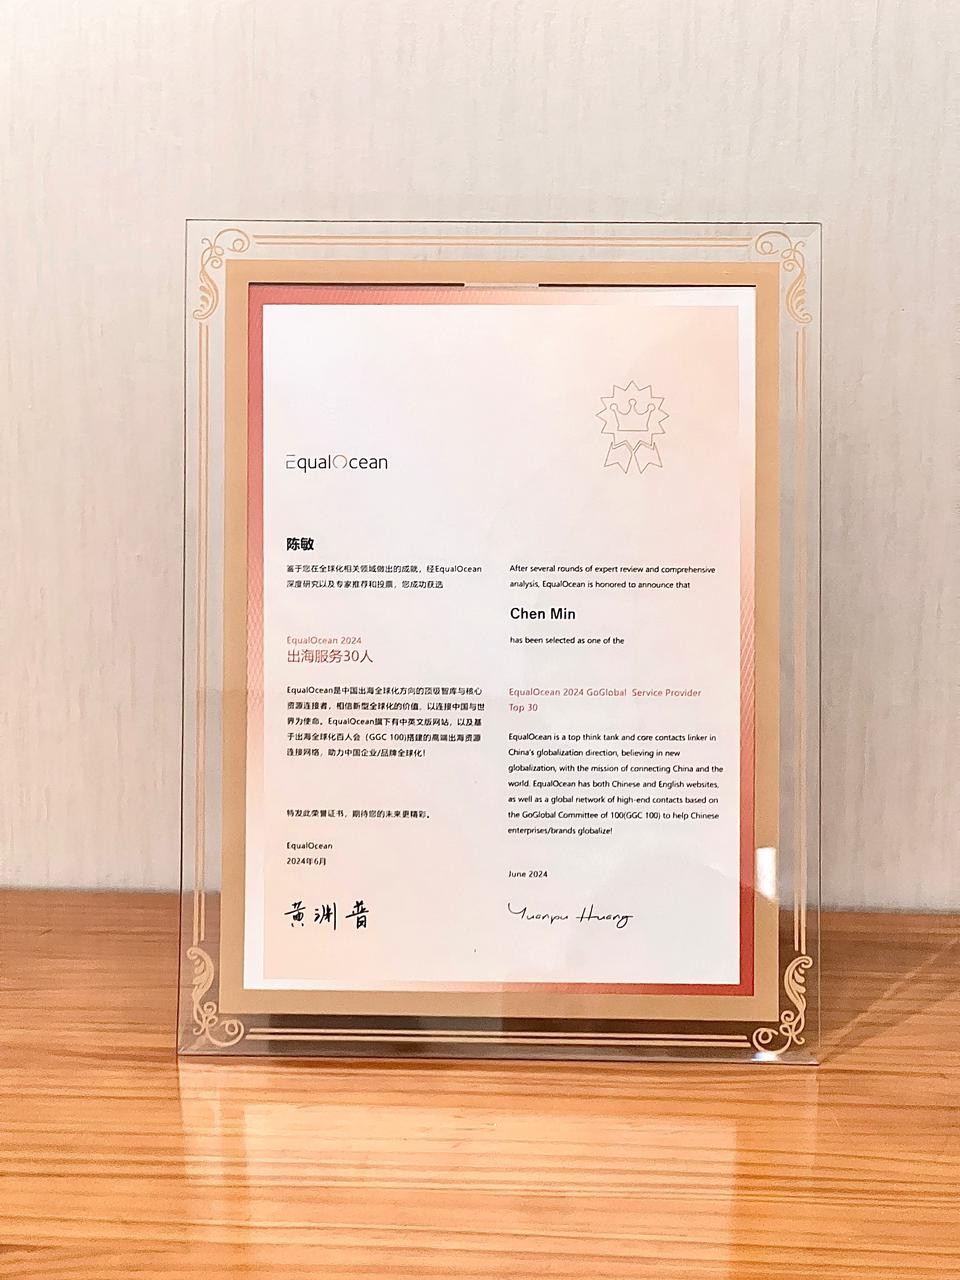 EqualOcean
陈敏
鉴于您在全球化相关领域做出的成就，经EqualOcean
深度研究以及专家推荐和投票，您成功获选
EqualOcean 2024
出海服务30人
EqualOcean是中国出海全球化方向的顶级智库与核心
资源连接者，相信新型全球化的价值，以连接中国与世
界为使命。EqualOcean旗下有中英文版网站，以及基
于出海全球化百人会（GGC 100)搭建的高端出海资源
连接网络，助力中国企业/品牌全球化！
特发此荣誉证书，期待您的未来更精彩。
EqualOcean
2024年6月
黄渊普
After several rounds of expert review and comprehensive
analysis, EqualOcean is honored to announce that
Chen Min
has been selected as one of the
EqualOcean 2024 GoGlobal Service Provider
Top 30
EqualOcean is a top think tank and core contacts linker in
China's globalization direction, believing in new
globalization, with the mission of connecting China and the
world. EqualOcean has both Chinese and English websites,
as well as a global network of high-end contacts based on
the GoGlobal Committee of 100(GGC 100) to help Chinese
enterprises/brands globalize!
June 2024
Yuanpu Huang